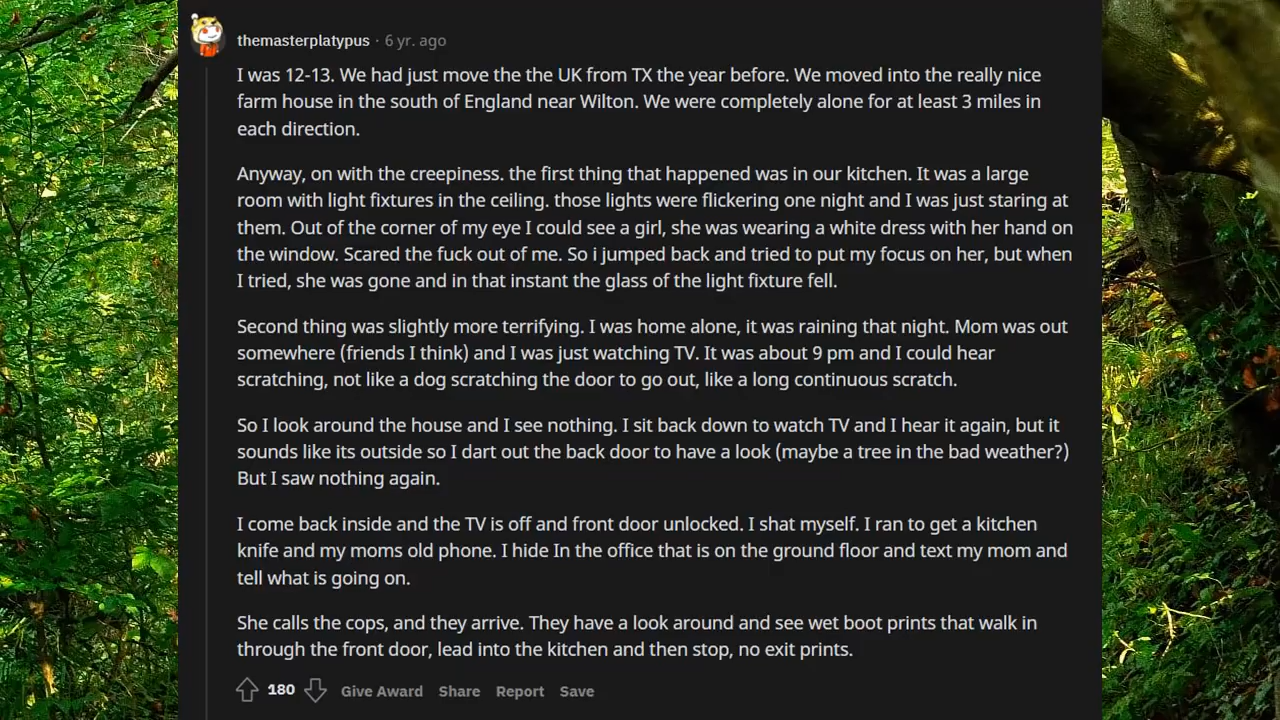 themasterplatypus · 6 yr. ago
I was 12-13. We had just move the the UK from TX the year before. We moved into the really nice
farm house in the south of England near Wilton. We were completely alone for at least 3 miles in
each direction.
Anyway, on with the creepiness. the first thing that happened was in our kitchen. It was a large
room with light fixtures in the ceiling. those lights were flickering one night and I was just staring at
them. Out of the corner of my eye I could see a girl, she was wearing a white dress with her hand on
the window. Scared the fuck out of me. So i jumped back and tried to put my focus on her, but when
I tried, she was gone and in that instant the glass of the light fixture fell.
Second thing was slightly more terrifying. I was home alone, it was raining that night. Mom was out
somewhere (friends I think) and I was just watching TV. It was about 9 pm and I could hear
scratching, not like a dog scratching the door to go out, like a long continuous scratch.
So I look around the house and I see nothing. I sit back down to watch TV and I hear it again, but it
sounds like its outside so I dart out the back door to have a look (maybe a tree in the bad weather?)
But I saw nothing again.
I come back inside and the TV is off and front door unlocked. I shat myself. I ran to get a kitchen
knife and my moms old phone. I hide In the office that is on the ground floor and text my mom and
tell what is going on.
She calls the cops, and they arrive. They have a look around and see wet boot prints that walk in
through the front door, lead into the kitchen and then stop, no exit prints.
180 Give Award Share Report Save